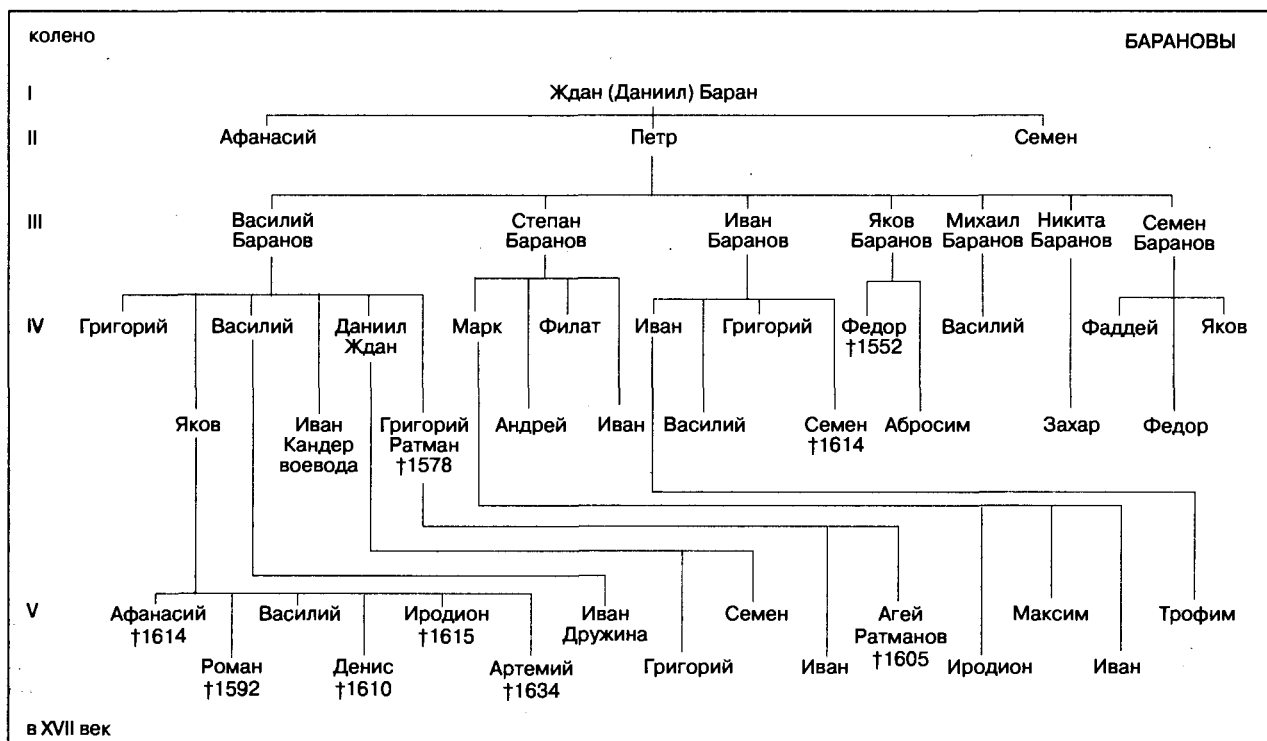 колено
БАРАНОВЫ
I
Ждан (Даниил) Баран
II
Афанасий
Петр
Семен
III
Василий
Баранов
Степан
Баранов
Иван
Баранов
Яков
Баранов
Михаил
Баранов
Никита
Баранов
Семен
Баранов
IV
Григорий
Василий
Даниил
Ждан
Марк
Филат
Иван
Григорий
Федор
†1552
Василий
Фаддей
Яков
Яков
Иван
Кандер
воевода
Григорий
Ратман
†1578
Андрей
Иван
Василий
Семен
†1614
Абросим
Захар
Федор
V
Афанасий
†1614
Василий
Иродион
†1615
Иван
Дружина
Семен
Агей
Ратманов
†1605
Максим
Трофим
Роман
†1592
Денис
†1610
Артемий
†1634
Григорий
Иван
Иродион
Иван
в XVII век